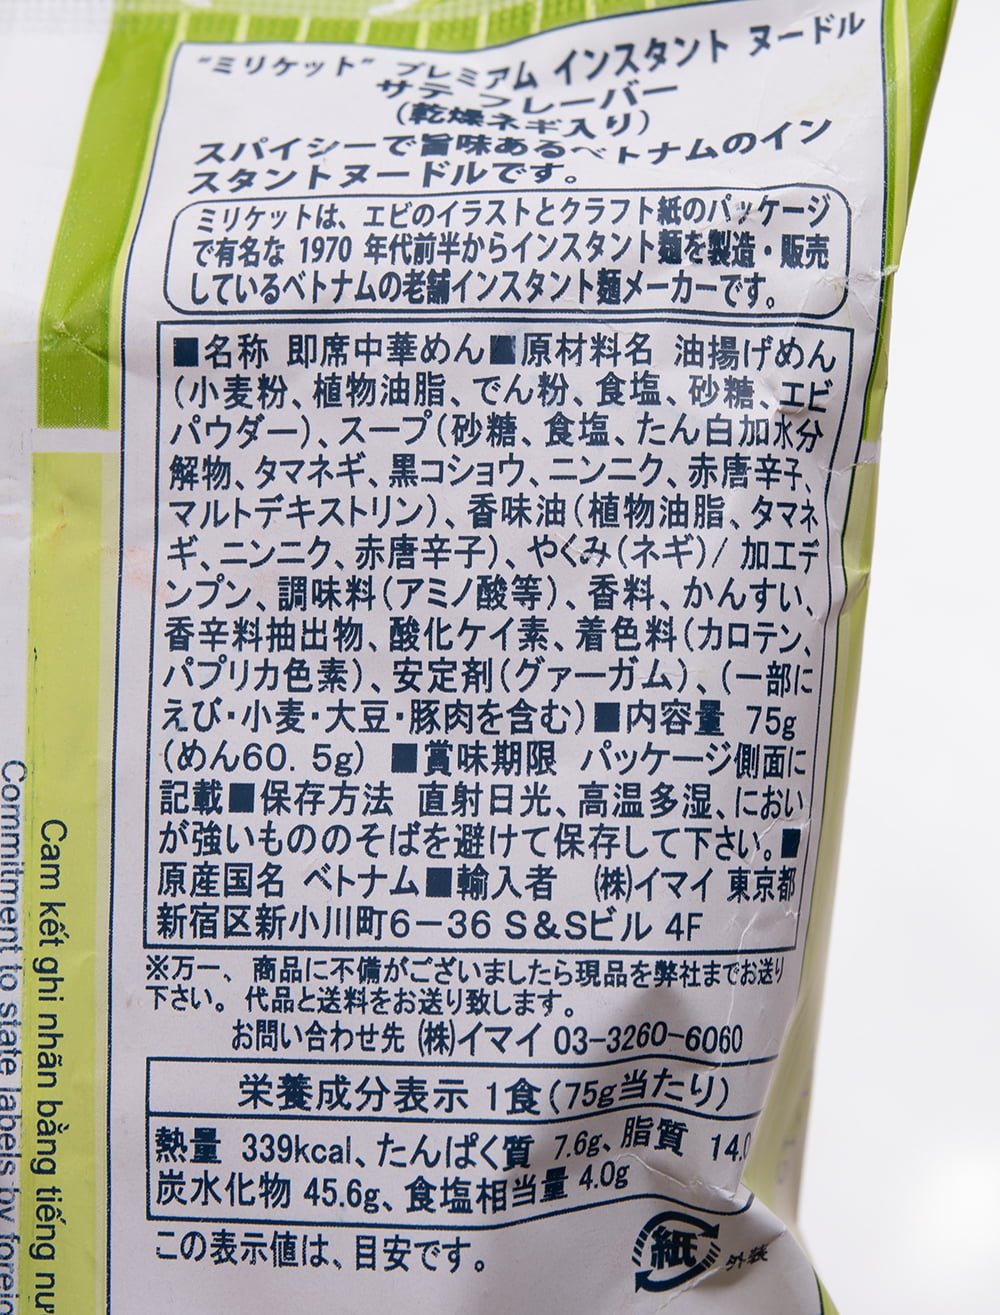 "ミリケット" プレミアム インスタント ヌードル
サテ フレーバー
(乾燥ネギ入り)
スパイシーで旨味あるベトナムのイン
スタントヌードルです。
ミリケットは、エビのイラストとクラフト紙のパッケージ
で有名な 1970 年代前半からインスタント麺を製造・販売
しているベトナムの老舗インスタント麺メーカーです。
■名称 即席中華めん■原材料名 油揚げめん
(小麦粉、植物油脂、でん粉、食塩、砂糖、エビ
パウダー)、スープ(砂糖、食塩、たん白加水分
解物、タマネギ、黒コショウ、ニンニク、赤唐辛子、
マルトデキストリン)、香味油(植物油脂、タマネ
ギ、ニンニク、赤唐辛子)、やくみ(ネギ)/ 加工デ
ンプン、調味料(アミノ酸等)、香料、かんすい、
香辛料抽出物、酸化ケイ素、着色料(カロテン、
パプリカ色素)、安定剤(グァーガム)、(一部に
えび・小麦・大豆・豚肉を含む)■内容量 75g
(めん60. 5g) ■賞味期限 パッケージ側面に
記載■保存方法 直射日光、高温多湿、におい
が強いもののそばを避けて保存して下さい。■
原産国名 ベトナム■輸入者 (株)イマイ 東京都
新宿区新小川町6－36 S&Sビル 4F
※万一、商品に不備がございましたら現品を弊社までお送り
下さい。代品と送料をお送り致します。
お問い合わせ先 (株)イマイ 03-3260-6060
栄養成分表示 1食(75g当たり)
熱量 339kcal、たんぱく質 7.6g、脂質 14.0
炭水化物 45.6g、食塩相当量 4.0g
この表示値は、目安です。
紙 外装
Cam kết ghi nhãn bằng tiếng nư
Commitment to state labels by foreig